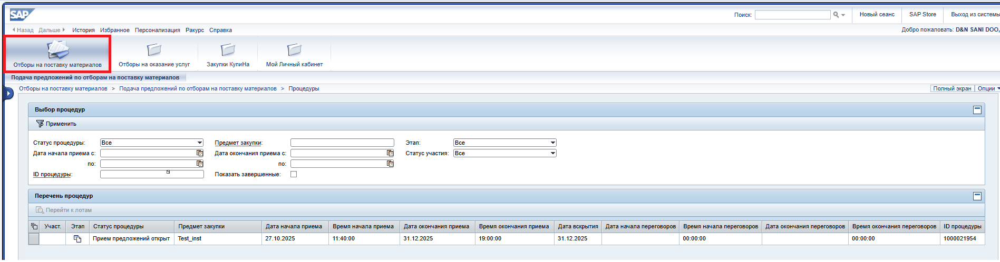 SAP
Поиск:
Новый сеанс
SAP Store
Выход из системы
Назад Дальше История Избранное Персонализация Ракурс Справка
Добро пожаловать: D&N SANI DOO,
Отборы на поставку материалов
Отборы на оказание услуг
Закупки КупиНа
Мой Личный кабинет
Подача предложений по отборам на поставку материалов
Отборы на поставку материалов > Подача предложений по отборам на поставку материалов > Процедуры
Полный экран
Опции
Выбор процедур
Применить
Статус процедуры: Все Предмет закупки: Этап: Все
Дата начала приема с: Дата окончания приема с: Статус участия: Все
по: по:
ID процедуры: Показать завершенные:
Перечень процедур
Перейти к лотам
Участ. Этап Статус процедуры Предмет закупки Дата начала приема Время начала приема Дата окончания приема Время окончания приема Дата вскрытия Дата начала переговоров Время начала переговоров Дата окончания переговоров Время окончания переговоров ID процедуры
Прием предложений открыт Test_inst 27.10.2025 11:40:00 31.12.2025 19:00:00 31.12.2025 00:00:00 00:00:00 1000021954